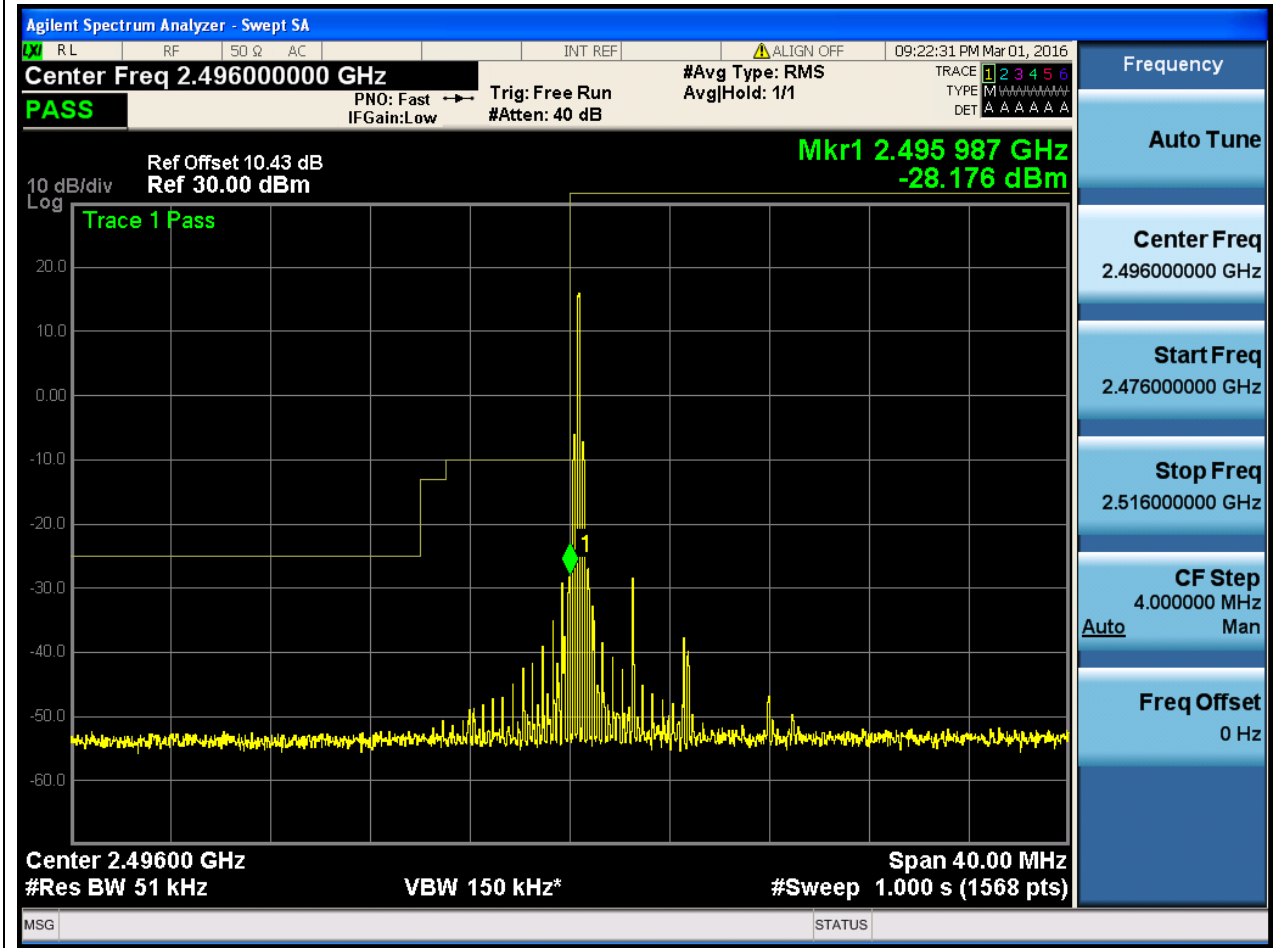 Agilent Spectrum Analyzer - Swept SA
LXI RL RF 50 Ω AC INT REF ALIGN OFF 09:22:31 PM Mar 01, 2016
Center Freq 2.496000000 GHz
PASS
PNO: Fast
IFGain:Low
Trig: Free Run
#Atten: 40 dB
#Avg Type: RMS
Avg|Hold: 1/1
TRACE 1 2 3 4 5 6
TYPE M W W W W W
DET A A A A A A
Ref Offset 10.43 dB
10 dB/div Ref 30.00 dBm
Log
Mkr1 2.495 987 GHz
-28.176 dBm
Trace 1 Pass
20.0
10.0
0.00
-10.0
-20.0
1
-30.0
-40.0
-50.0
-60.0
Center 2.49600 GHz Span 40.00 MHz
#Res BW 51 kHz VBW 150 kHz* #Sweep 1.000 s (1568 pts)
MSG STATUS
Frequency
Auto Tune
Center Freq
2.496000000 GHz
Start Freq
2.476000000 GHz
Stop Freq
2.516000000 GHz
CF Step
4.000000 MHz
Auto Man
Freq Offset
0 Hz